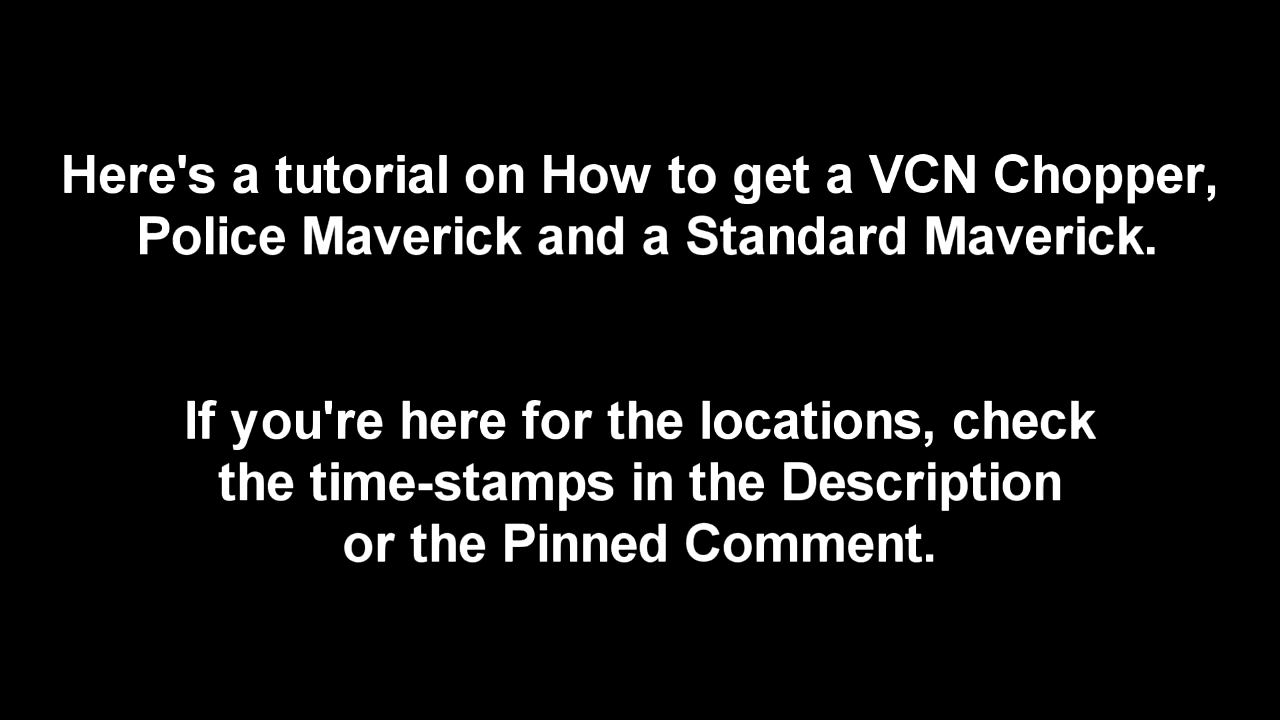 Here's a tutorial on How to get a VCN Chopper,
Police Maverick and a Standard Maverick.
If you're here for the locations, check
the time-stamps in the Description
or the Pinned Comment.